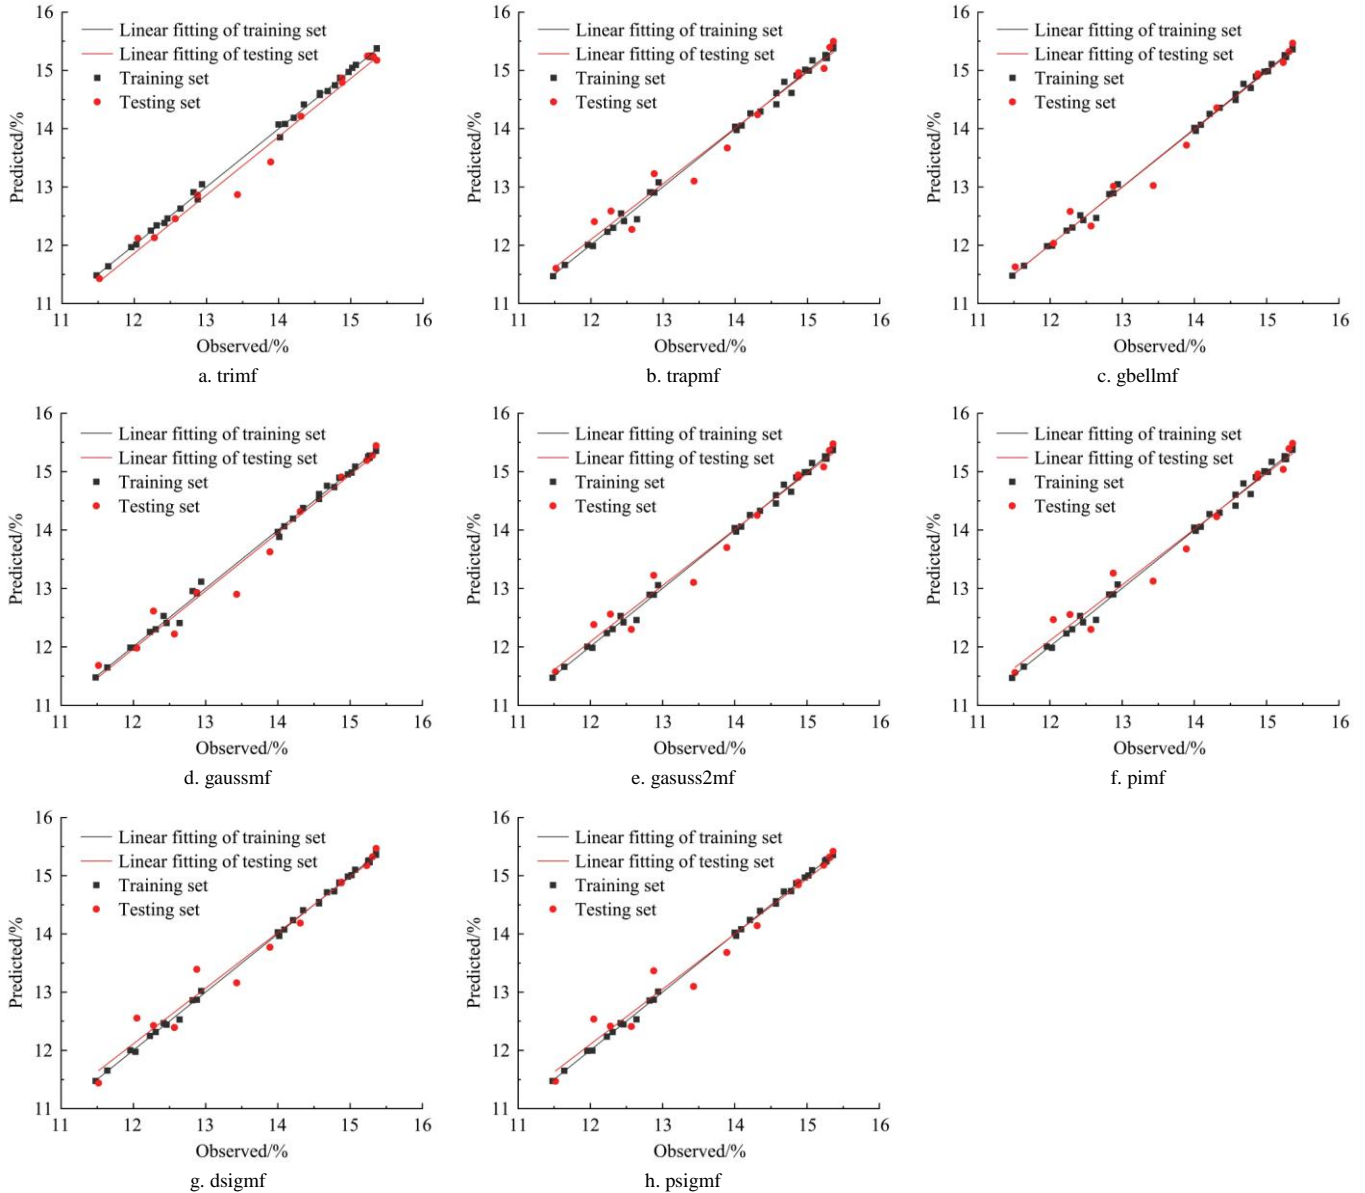 16
15
14
13
12
11
Predicted/%
Linear fitting of training set
Linear fitting of testing set
Training set
Testing set
11 12 13 14 15 16
Observed/%
a. trimf
16
15
14
13
12
11
Predicted/%
Linear fitting of training set
Linear fitting of testing set
Training set
Testing set
11 12 13 14 15 16
Observed/%
b. trapmf
16
15
14
13
12
11
Predicted/%
Linear fitting of training set
Linear fitting of testing set
Training set
Testing set
11 12 13 14 15 16
Observed/%
c. gbellmf
16
15
14
13
12
11
Predicted/%
Linear fitting of training set
Linear fitting of testing set
Training set
Testing set
11 12 13 14 15 16
Observed/%
d. gaussmf
16
15
14
13
12
11
Predicted/%
Linear fitting of training set
Linear fitting of testing set
Training set
Testing set
11 12 13 14 15 16
Observed/%
e. gasuss2mf
16
15
14
13
12
11
Predicted/%
Linear fitting of training set
Linear fitting of testing set
Training set
Testing set
11 12 13 14 15 16
Observed/%
f. pimf
16
15
14
13
12
11
Predicted/%
Linear fitting of training set
Linear fitting of testing set
Training set
Testing set
11 12 13 14 15 16
Observed/%
g. dsigmf
16
15
14
13
12
11
Predicted/%
Linear fitting of training set
Linear fitting of testing set
Training set
Testing set
11 12 13 14 15 16
Observed/%
h. psigmf